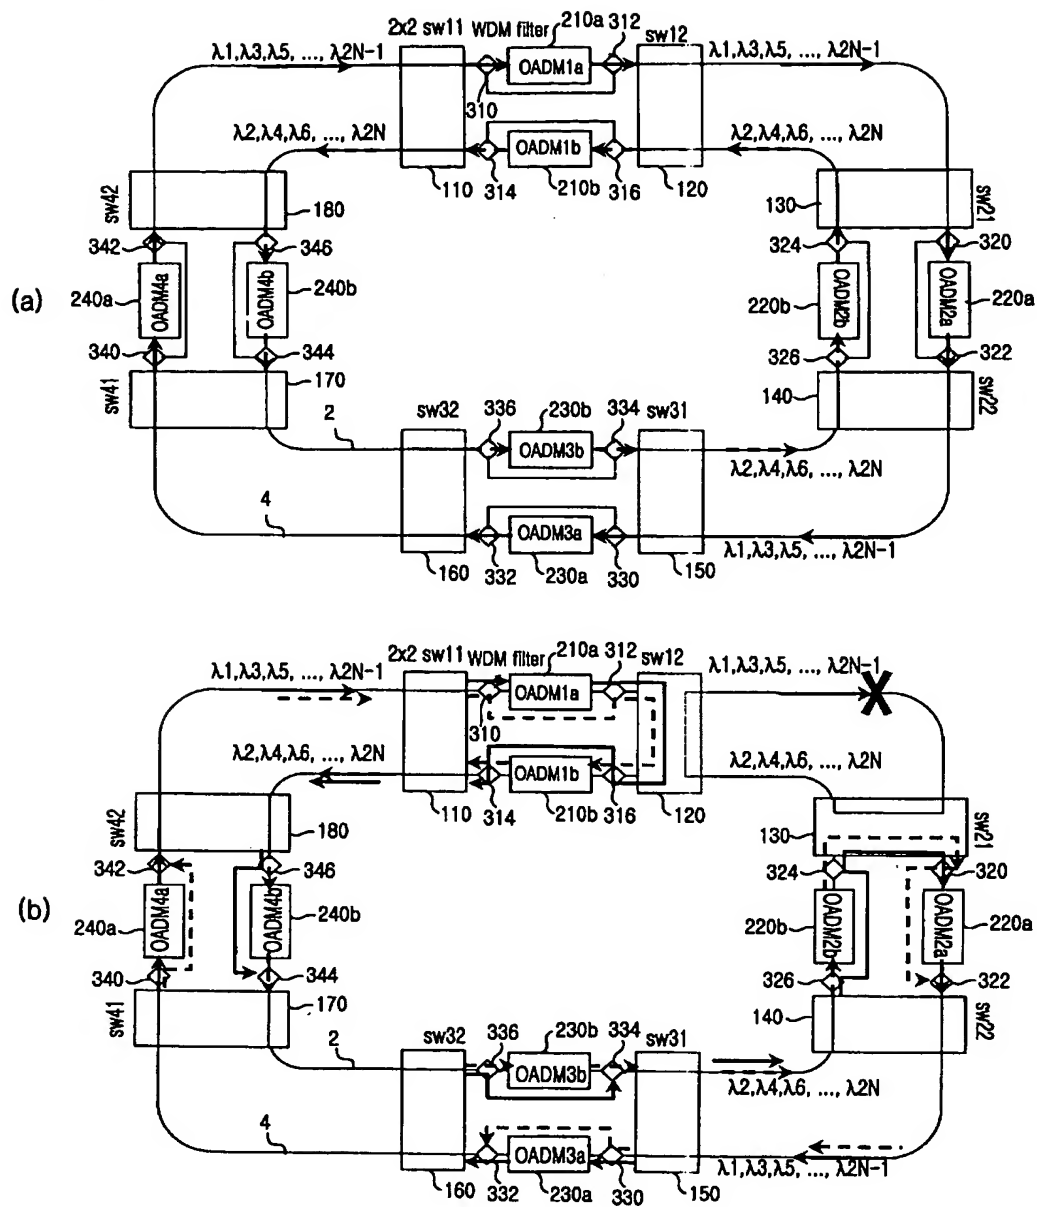 2x2 sw11 WDM filter 210a 312 sw12
λ1,λ3,λ5, ..., λ2N-1
OADM1a
λ1,λ3,λ5, ..., λ2N-1
310
λ2,λ4,λ6, ..., λ2N
OADM1b
λ2,λ4,λ6, ..., λ2N
110 314 210b 316 120
sw42 180 130 sw21
342 346 324 320
(a) 240a OADM4a OADM4b 240b 220b OADM2b OADM2a 220a
340 344 326 322
sw41 170 140 sw22
2 sw32 336 230b 334 sw31
OADM3b
λ2,λ4,λ6, ..., λ2N
4
OADM3a
λ1,λ3,λ5, ..., λ2N-1
160 332 230a 330 150
2x2 sw11 WDM filter 210a 312 sw12
λ1,λ3,λ5, ..., λ2N-1
X
λ1,λ3,λ5, ..., λ2N-1
OADM1a
310
λ2,λ4,λ6, ..., λ2N
OADM1b
λ2,λ4,λ6, ..., λ2N
110 314 210b 316 120
sw42 180 130 sw21
342 346 324 320
(b) 240a OADM4a OADM4b 240b 220b OADM2b OADM2a 220a
340 344 326 322
sw41 170 140 sw22
2 sw32 336 230b 334 sw31
OADM3b
λ2,λ4,λ6, ..., λ2N
4
OADM3a
λ1,λ3,λ5, ..., λ2N-1
160 332 230a 330 150